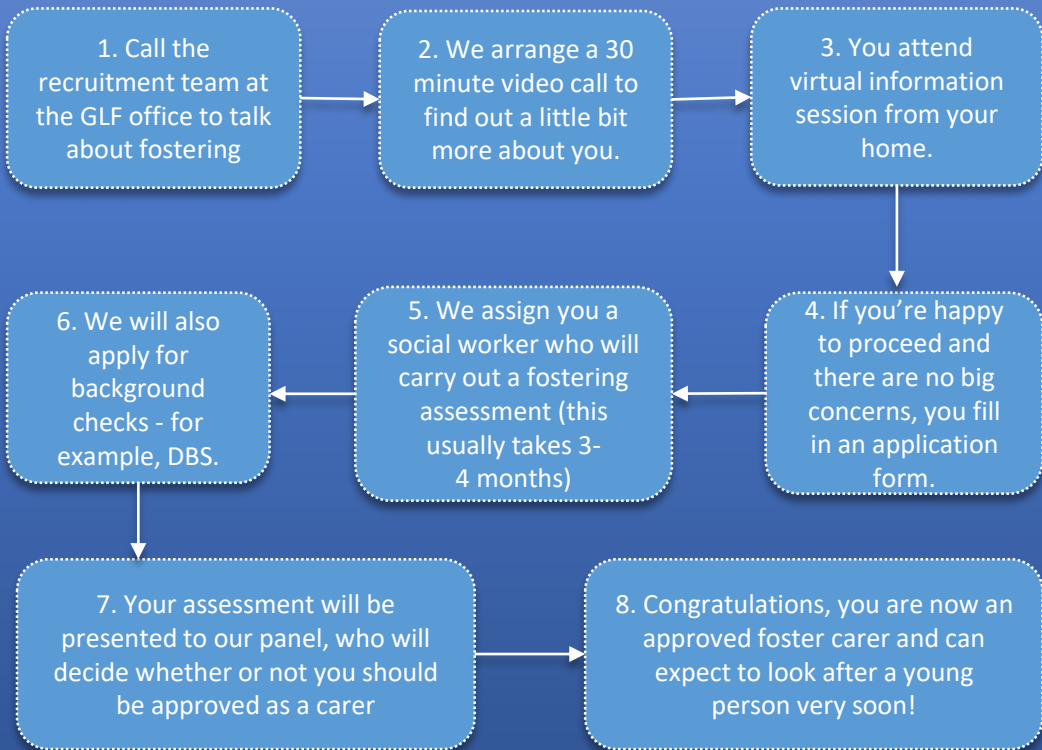 1. Call the
recruitment team at
the GLF office to talk
about fostering
2. We arrange a 30
minute video call to
find out a little bit
more about you.
3. You attend
virtual information
session from your
home.
4. If you’re happy
to proceed and
there are no big
concerns, you fill
in an application
form.
5. We assign you a
social worker who will
carry out a fostering
assessment (this
usually takes 3-
4 months)
6. We will also
apply for
background
checks - for
example, DBS.
7. Your assessment will be
presented to our panel, who will
decide whether or not you should
be approved as a carer
8. Congratulations, you are now an
approved foster carer and can
expect to look after a young
person very soon!